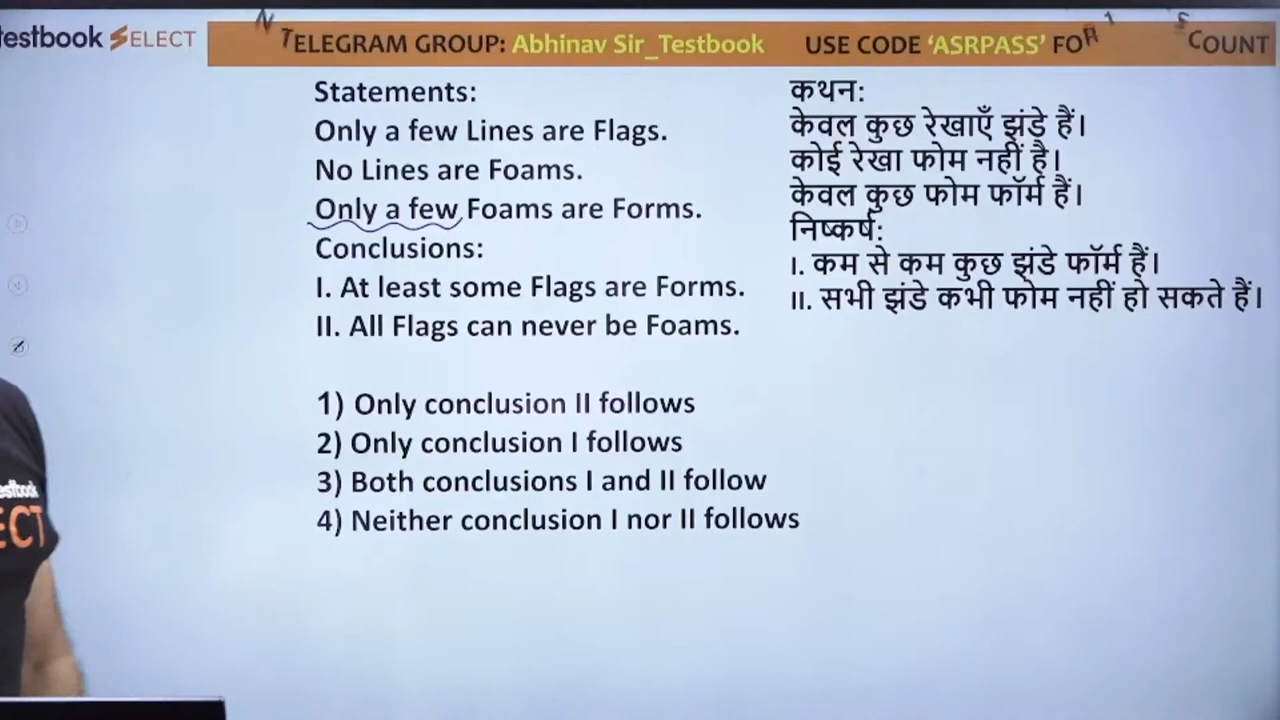 testbook SELECT
TELEGRAM GROUP: Abhinav Sir_Testbook USE CODE 'ASRPASS' FOR
COUNT
Statements:
Only a few Lines are Flags.
No Lines are Foams.
Only a few Foams are Forms.
Conclusions:
I. At least some Flags are Forms.
II. All Flags can never be Foams.
1) Only conclusion II follows
2) Only conclusion I follows
3) Both conclusions I and II follow
4) Neither conclusion I nor II follows
कथन:
केवल कुछ रेखाएँ झंडे हैं।
कोई रेखा फोम नहीं है।
केवल कुछ फोम फॉर्म हैं।
निष्कर्ष:
I. कम से कम कुछ झंडे फॉर्म हैं।
II. सभी झंडे कभी फोम नहीं हो सकते हैं।
estbook
ECT